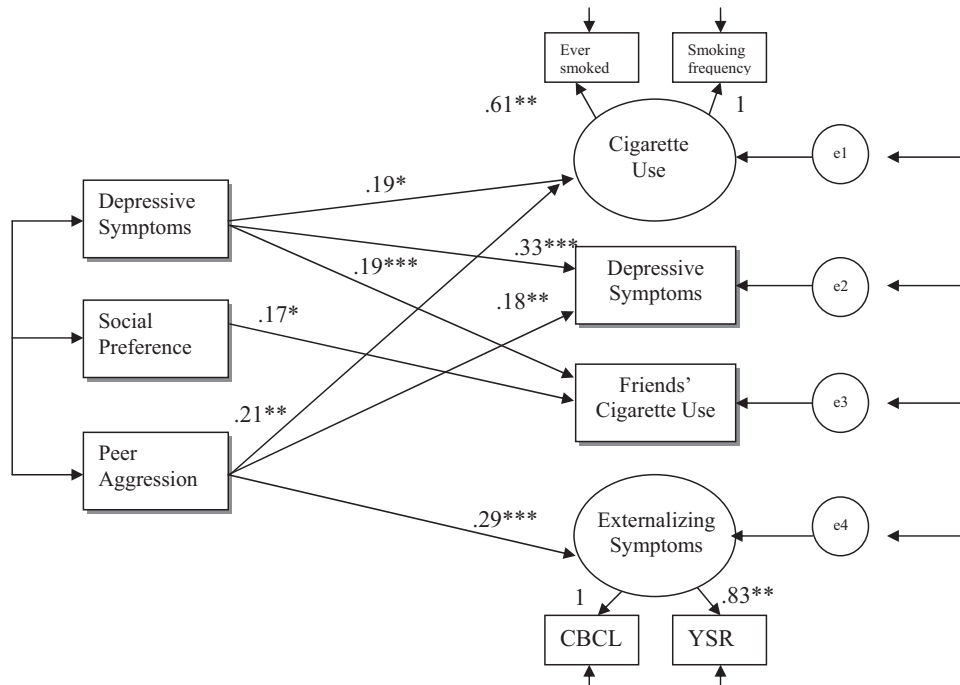 Ever
smoked
Smoking
frequency
.61**
1
Cigarette
Use
e1
Depressive
Symptoms
.19*
.33***
.19***
Depressive
Symptoms
e2
Social
Preference
.17*
.18**
Friends'
Cigarette Use
e3
.21**
Peer
Aggression
.29***
Externalizing
Symptoms
e4
1
.83**
CBCL
YSR